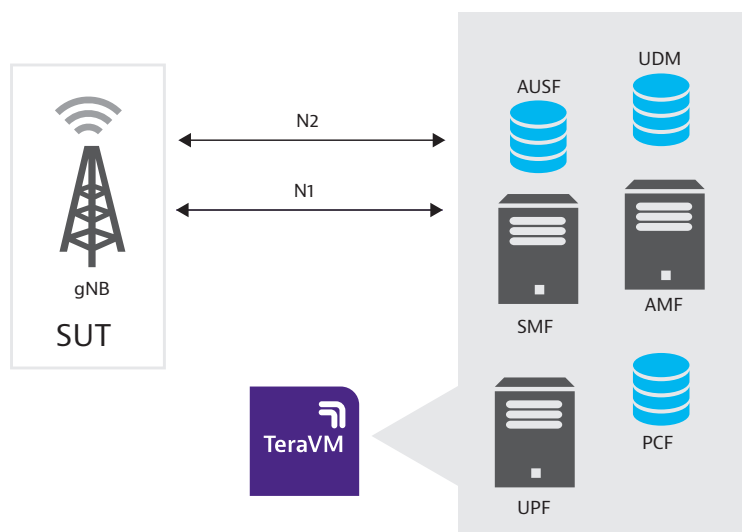 UDM
AUSF
N2
N1
gNB
SUT
SMF
AMF
TeraVM
PCF
UPF